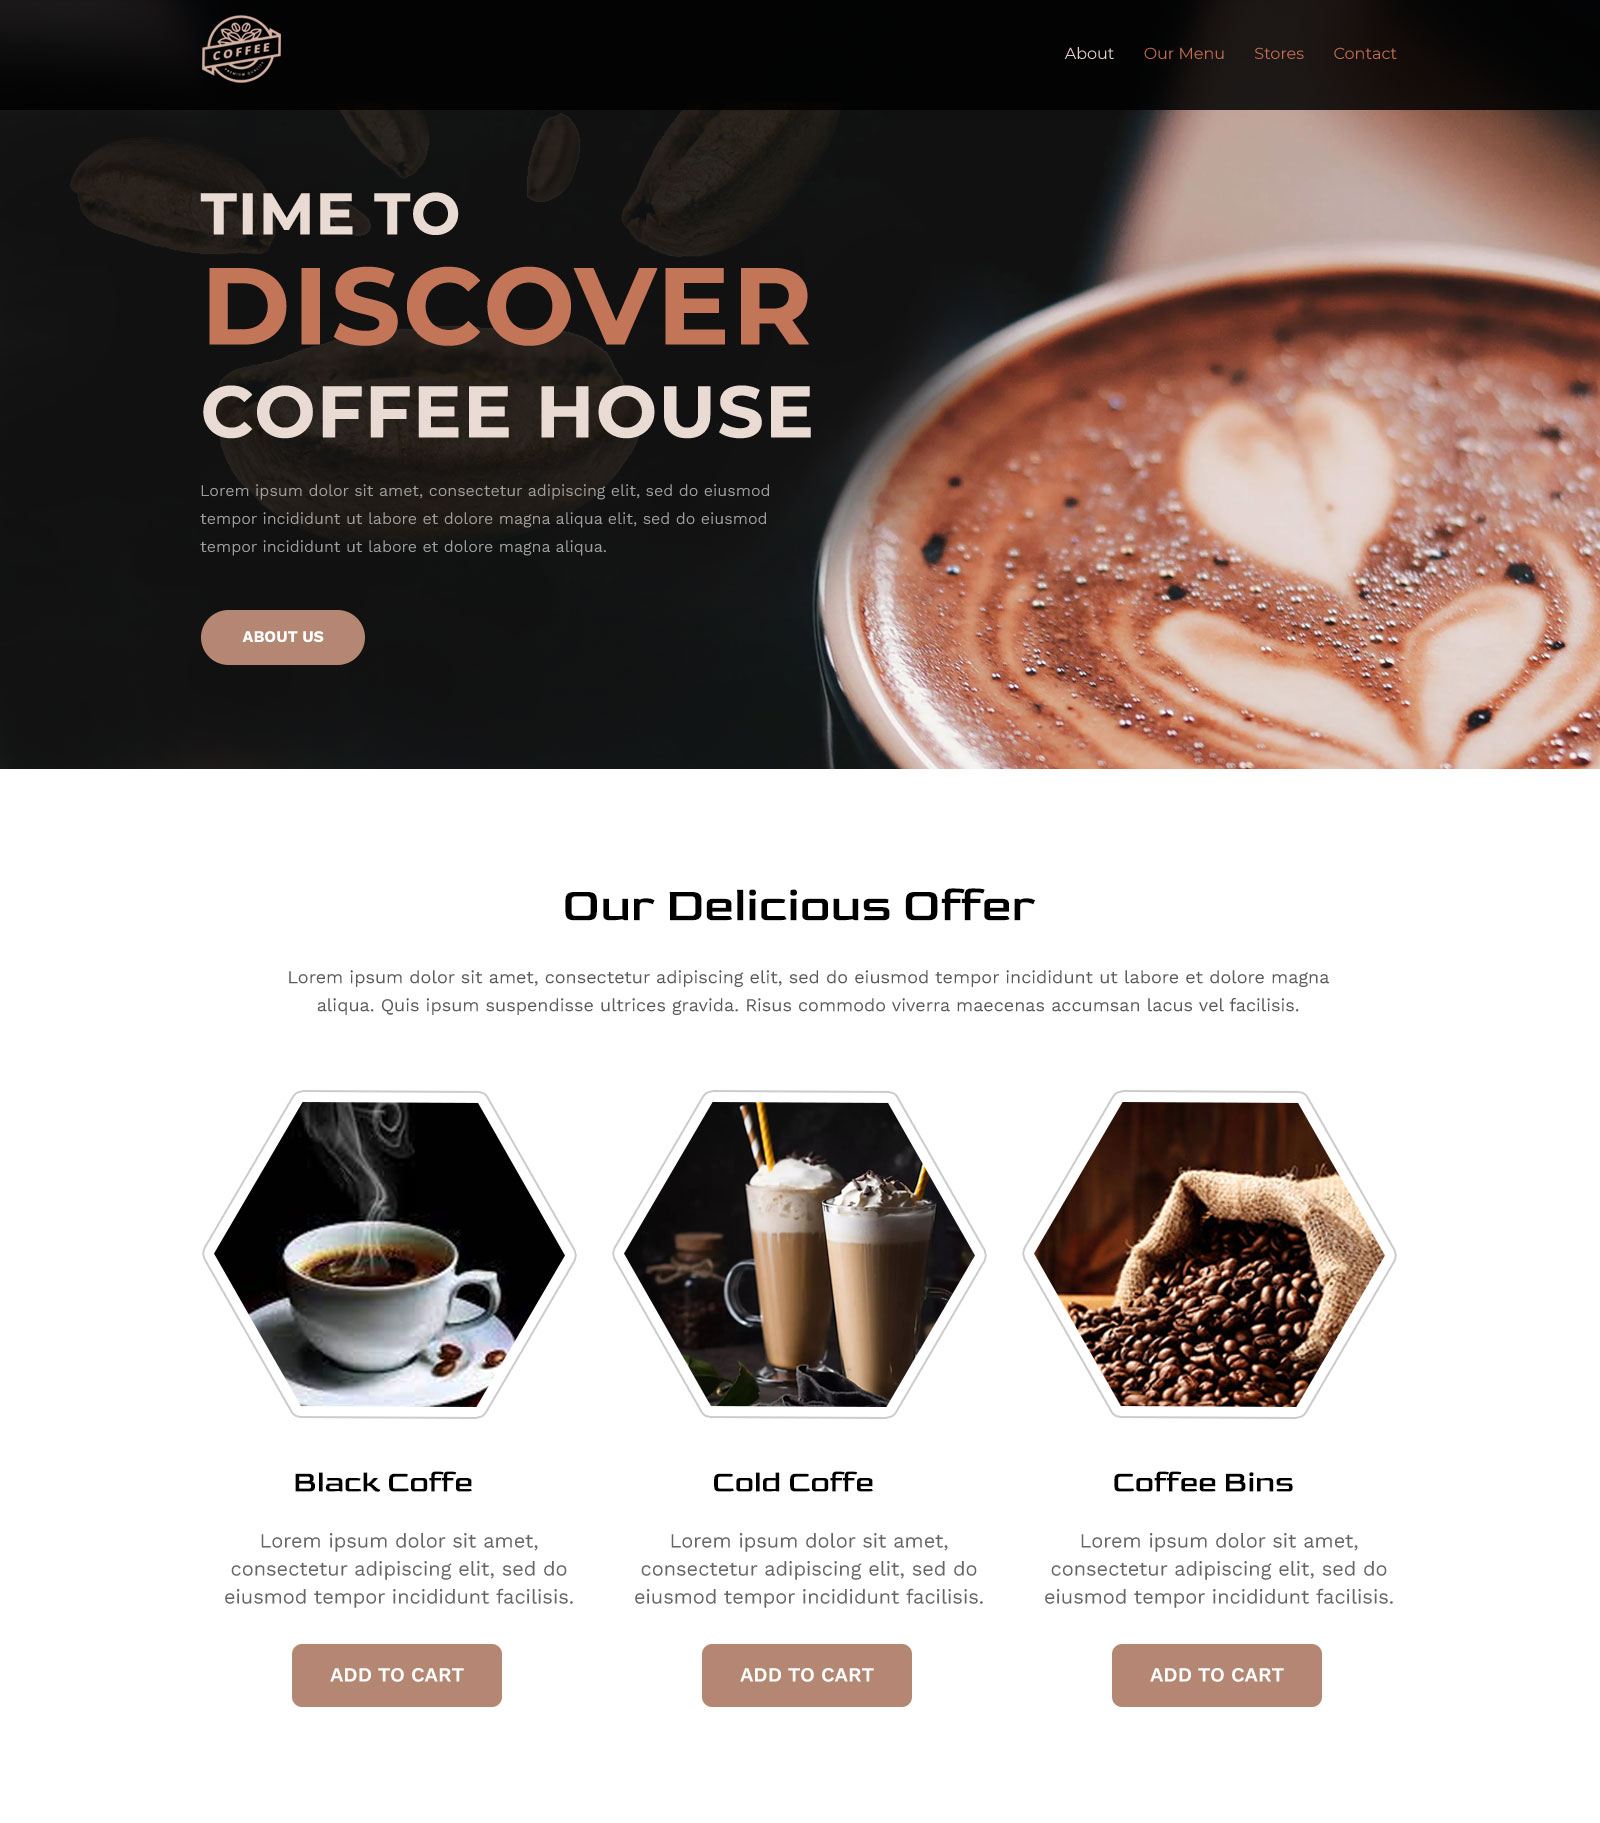 COFFEE
PREMIUM QUALITY
About
Our Menu
Stores
Contact
TIME TO
DISCOVER
COFFEE HOUSE
Lorem ipsum dolor sit amet, consectetur adipiscing elit, sed do eiusmod
tempor incididunt ut labore et dolore magna aliqua elit, sed do eiusmod
tempor incididunt ut labore et dolore magna aliqua.
ABOUT US
Our Delicious Offer
Lorem ipsum dolor sit amet, consectetur adipiscing elit, sed do eiusmod tempor incididunt ut labore et dolore magna
aliqua. Quis ipsum suspendisse ultrices gravida. Risus commodo viverra maecenas accumsan lacus vel facilisis.
Black Coffe
Lorem ipsum dolor sit amet,
consectetur adipiscing elit, sed do
eiusmod tempor incididunt facilisis.
ADD TO CART
Cold Coffe
Lorem ipsum dolor sit amet,
consectetur adipiscing elit, sed do
eiusmod tempor incididunt facilisis.
ADD TO CART
Coffee Bins
Lorem ipsum dolor sit amet,
consectetur adipiscing elit, sed do
eiusmod tempor incididunt facilisis.
ADD TO CART